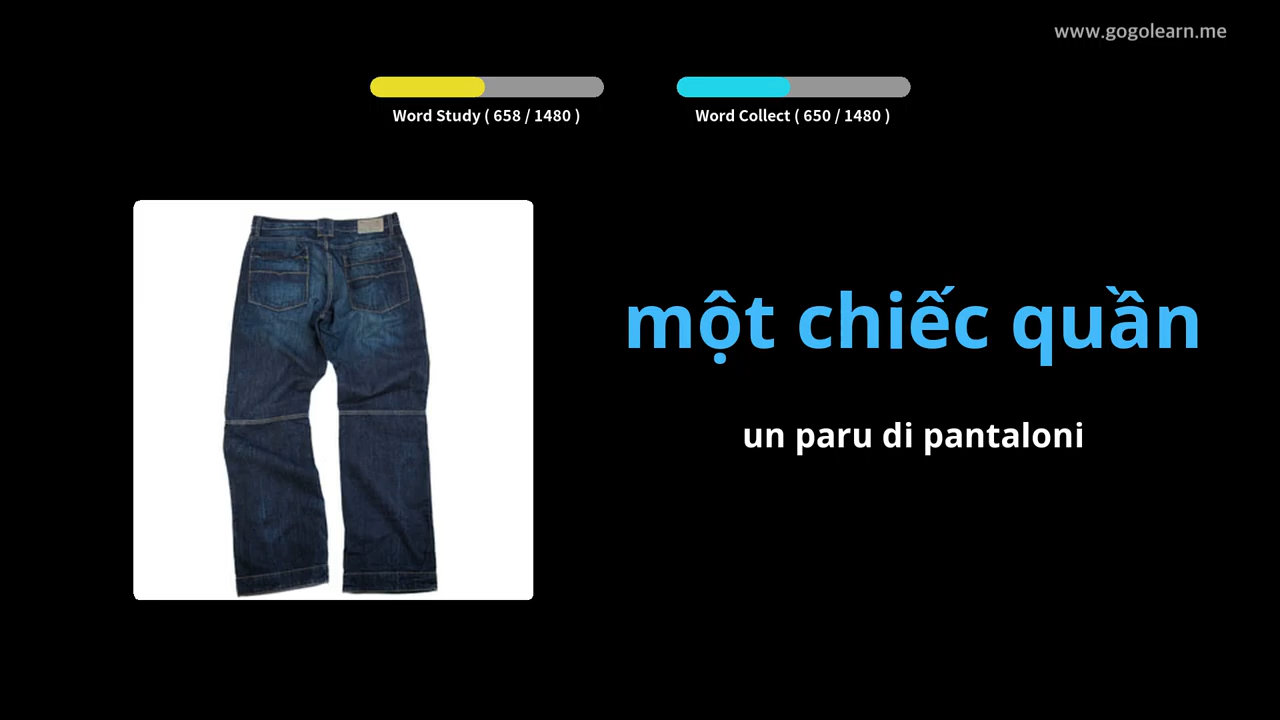 www.gogolearn.me
Word Study ( 658 / 1480 )
Word Collect ( 650 / 1480 )
một chiếc quần
un paru di pantaloni